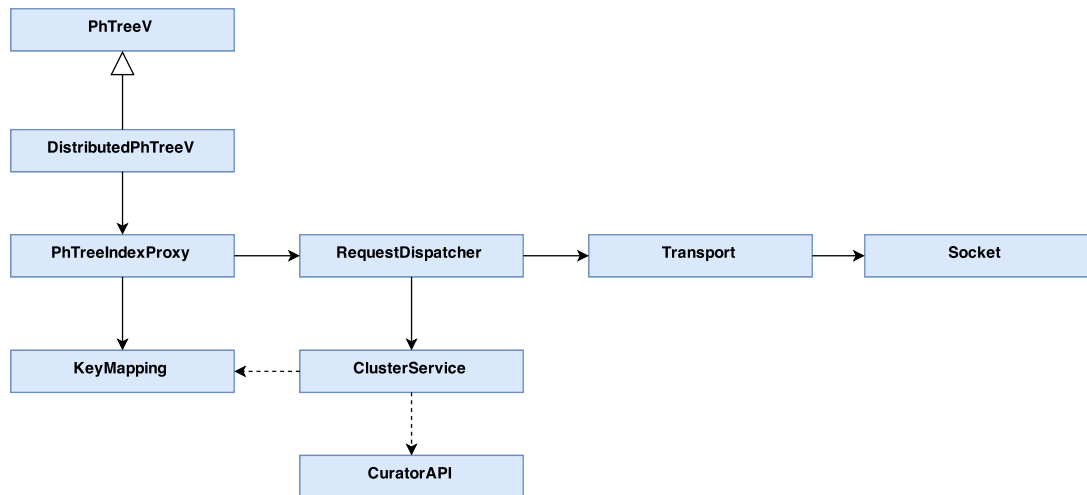 PhTreeV
DistributedPhTreeV
PhTreeIndexProxy
RequestDispatcher
Transport
Socket
KeyMapping
ClusterService
CuratorAPI